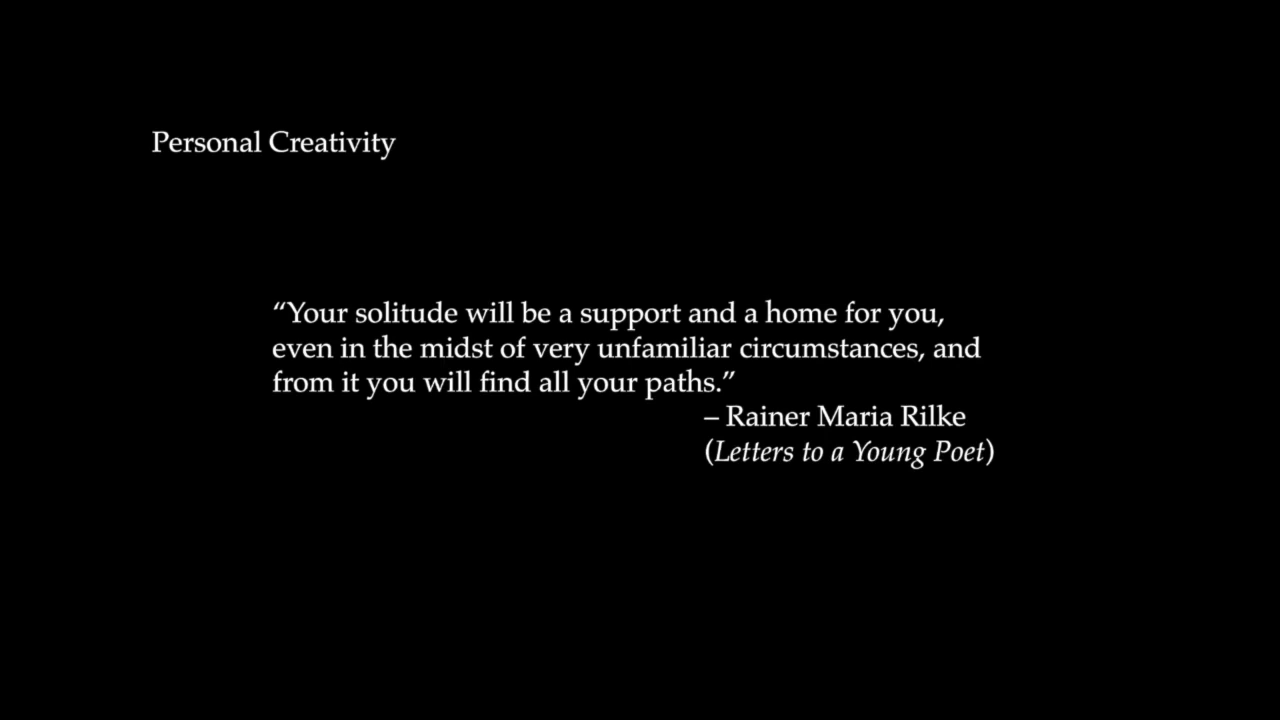 Personal Creativity
“Your solitude will be a support and a home for you,
even in the midst of very unfamiliar circumstances, and
from it you will find all your paths.”
– Rainer Maria Rilke
(Letters to a Young Poet)